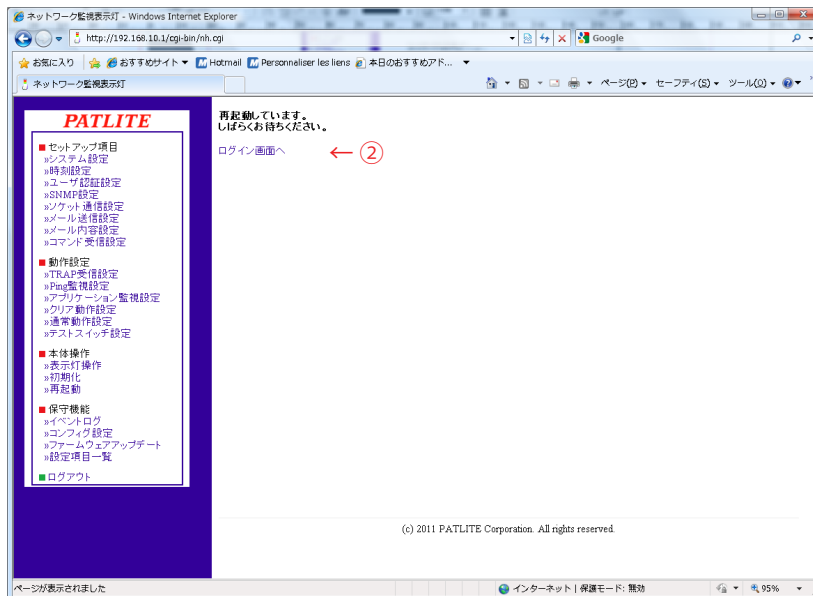 ネットワーク監視表示灯 - Windows Internet Explorer
http://192.168.10.1/cgi-bin/nh.cgi
Google
お気に入り
おすすめサイト
Hotmail
Personnaliser les liens
本日のおすすめアド...
ネットワーク監視表示灯
ページ(P)
セーフティ(S)
ツール(O)
PATLITE
セットアップ項目
»システム設定
»時刻設定
»ユーザ認証設定
»SNMP設定
»ソケット通信設定
»メール送信設定
»メール内容設定
»コマンド受信設定
動作設定
»TRAP受信設定
»Ping監視設定
»アプリケーション監視設定
»クリア動作設定
»通常動作設定
»テストスイッチ設定
本体操作
»表示灯操作
»初期化
»再起動
保守機能
»イベントログ
»コンフィグ設定
»ファームウェアアップデート
»設定項目一覧
ログアウト
再起動しています。
しばらくお待ちください。
ログイン画面へ
← ②
(c) 2011 PATLITE Corporation. All rights reserved.
ページが表示されました
インターネット | 保護モード: 無効
95%